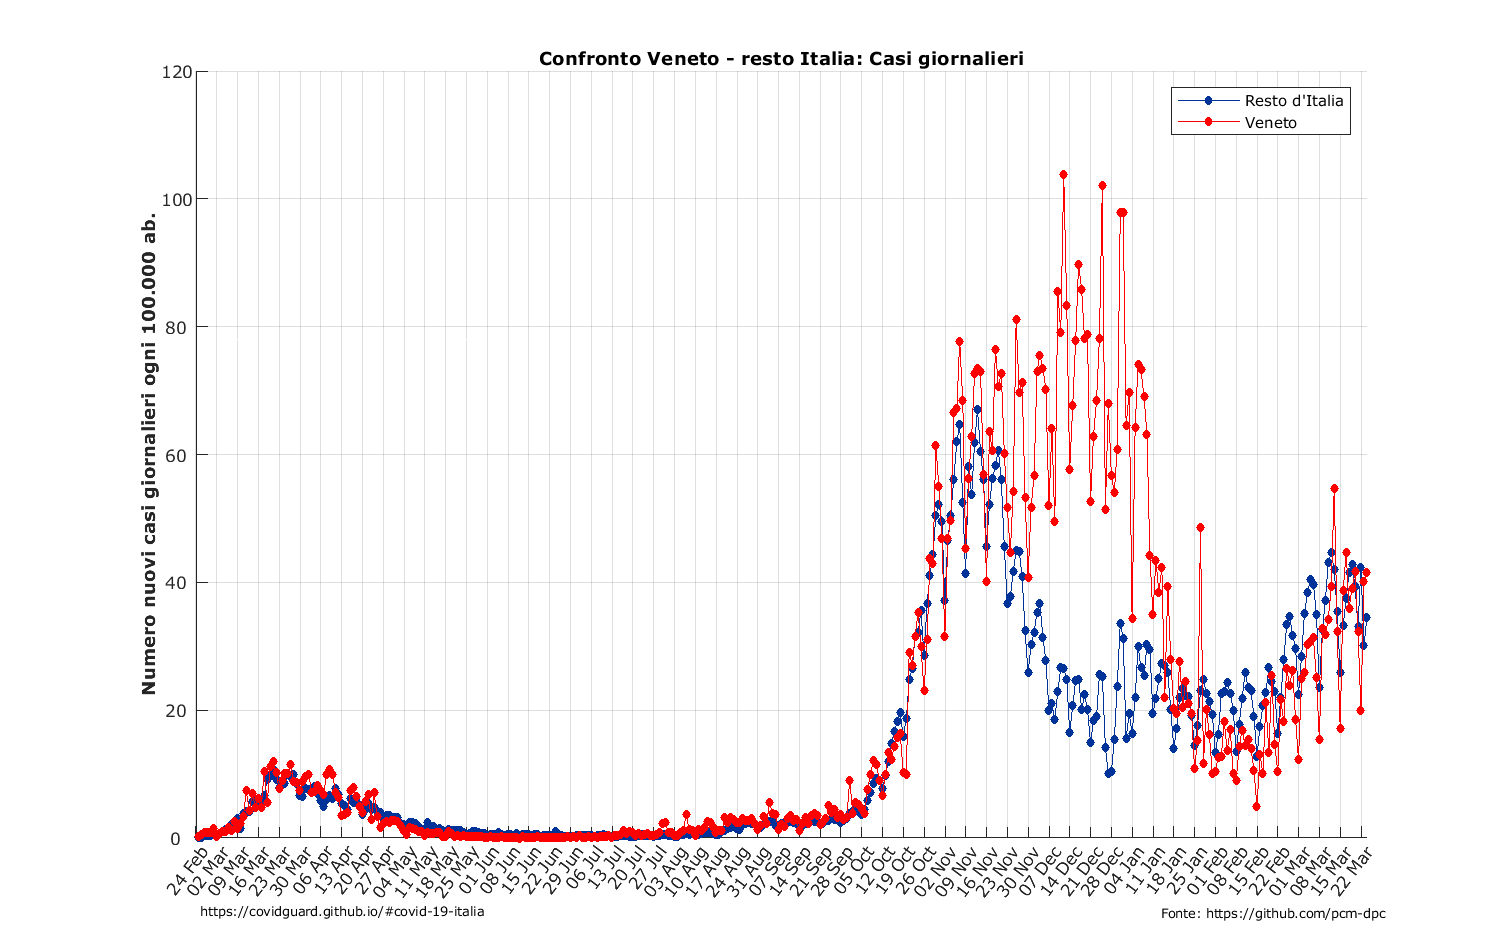 Confronto Veneto - resto Italia: Casi giornalieri
Resto d'Italia
Veneto
Numero nuovi casi giornalieri ogni 100.000 ab.
120
100
80
60
40
20
0
24 Feb
02 Mar
09 Mar
16 Mar
23 Mar
30 Mar
06 Apr
13 Apr
20 Apr
27 Apr
04 May
11 May
18 May
25 May
01 Jun
08 Jun
15 Jun
22 Jun
29 Jun
06 Jul
13 Jul
20 Jul
27 Jul
03 Aug
10 Aug
17 Aug
24 Aug
31 Aug
07 Sep
14 Sep
21 Sep
28 Sep
05 Oct
12 Oct
19 Oct
26 Oct
02 Nov
09 Nov
16 Nov
23 Nov
30 Nov
07 Dec
14 Dec
21 Dec
28 Dec
04 Jan
11 Jan
18 Jan
25 Jan
01 Feb
08 Feb
15 Feb
22 Feb
01 Mar
08 Mar
15 Mar
22 Mar
https://covidguard.github.io/#covid-19-italia
Fonte: https://github.com/pcm-dpc